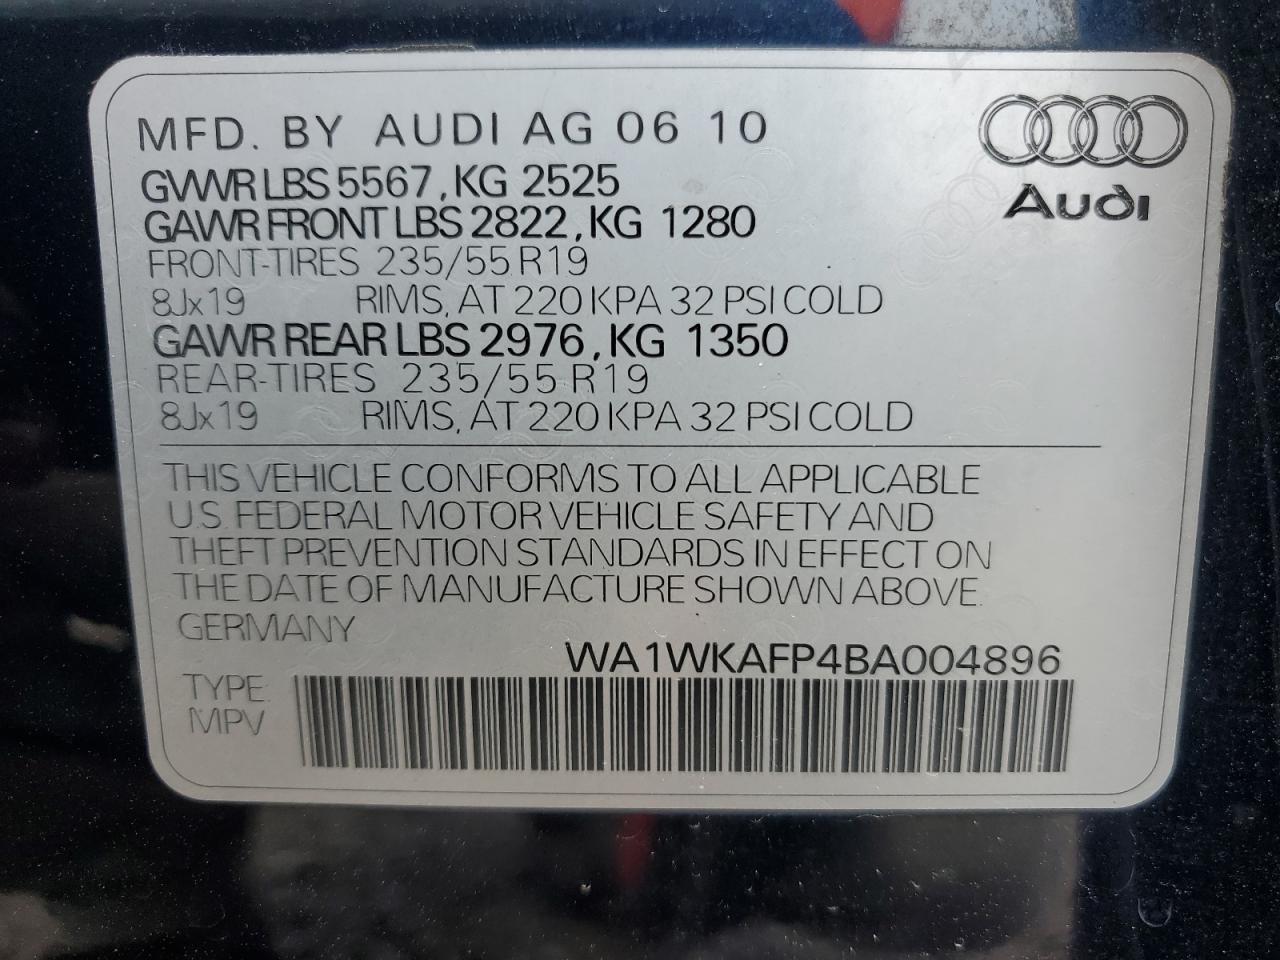 MFD. BY AUDI AG 06 10
Audi
GVWR LBS 5567, KG 2525
GAWR FRONT LBS 2822, KG 1280
FRONT-TIRES 235/55 R19
8Jx19 RIMS, AT 220 KPA 32 PSI COLD
GAWR REAR LBS 2976, KG 1350
REAR-TIRES 235/55 R19
8Jx19 RIMS, AT 220 KPA 32 PSI COLD
THIS VEHICLE CONFORMS TO ALL APPLICABLE
U.S. FEDERAL MOTOR VEHICLE SAFETY AND
THEFT PREVENTION STANDARDS IN EFFECT ON
THE DATE OF MANUFACTURE SHOWN ABOVE.
GERMANY
WA1WKAFP4BA004896
TYPE:
MPV